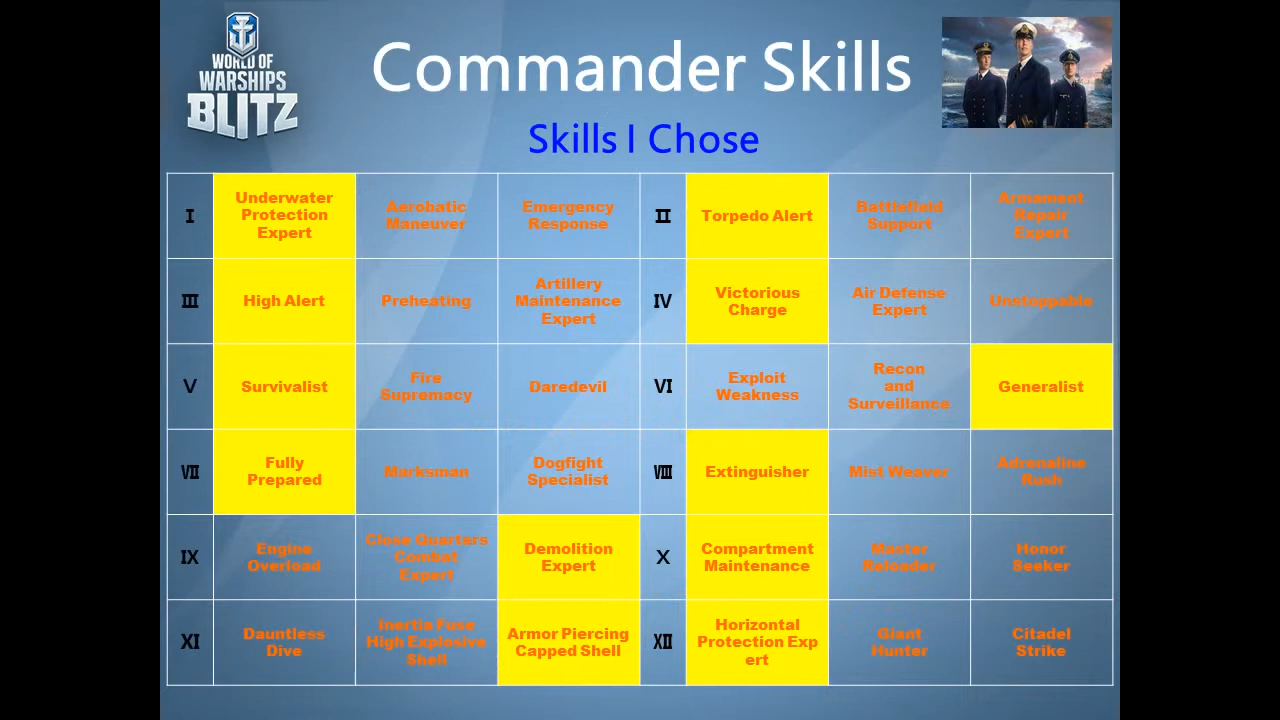 WORLD OF
WARSHIPS
BLITZ
Commander Skills
Skills I Chose
I
Underwater
Protection
Expert
Aerobatic
Maneuver
Emergency
Response
II
Torpedo Alert
Battlefield
Support
Armament
Repair
Expert
III
High Alert
Preheating
Artillery
Maintenance
Expert
IV
Victorious
Charge
Air Defense
Expert
Unstoppable
V
Survivalist
Fire
Supremacy
Daredevil
VI
Exploit
Weakness
Recon
and
Surveillance
Generalist
VII
Fully
Prepared
Marksman
Dogfight
Specialist
VIII
Extinguisher
Mist Weaver
Adrenaline
Rush
IX
Engine
Overload
Close Quarters
Combat
Expert
Demolition
Expert
X
Compartment
Maintenance
Master
Reloader
Honor
Seeker
XI
Dauntless
Dive
Inertia Fuse
High Explosive
Shell
Armor Piercing
Capped Shell
XII
Horizontal
Protection Exp
ert
Giant
Hunter
Citadel
Strike